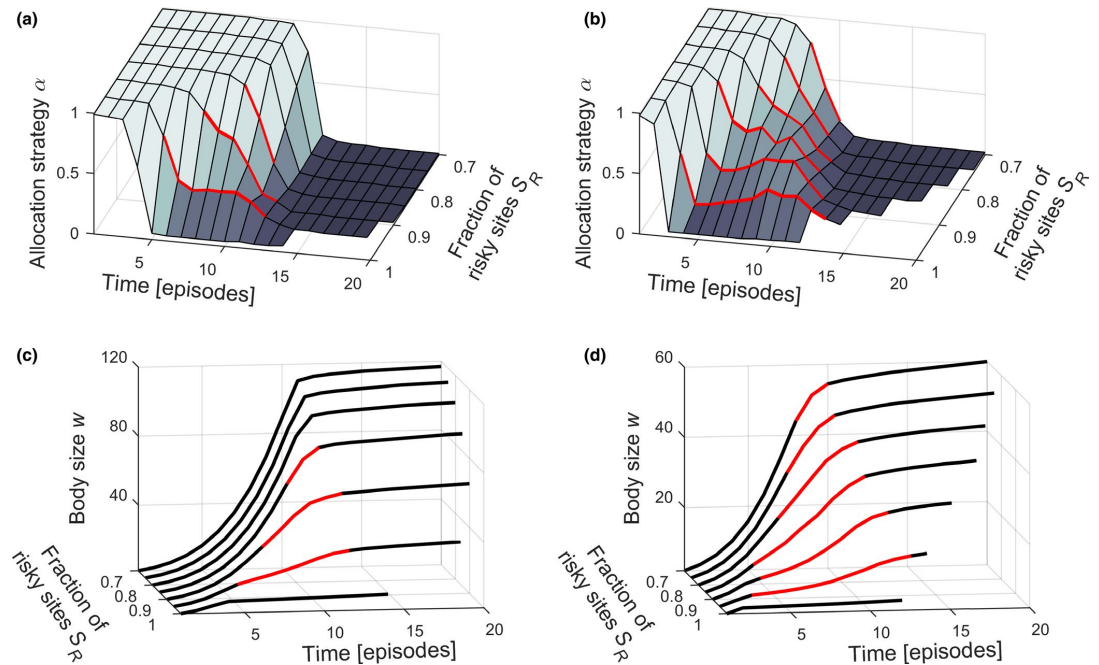 (a)
Allocation strategy α
1
0.5
0
5
10
15
20
Time [episodes]
0.7
0.8
0.9
1
Fraction of
risky sites S_R
(b)
Allocation strategy α
1
0.5
0
5
10
15
20
Time [episodes]
0.7
0.8
0.9
1
Fraction of
risky sites S_R
(c)
Body size w
120
80
40
0.7
0.8
0.9
1
Fraction of
risky sites S_R
5
10
15
20
Time [episodes]
(d)
Body size w
60
40
20
0.7
0.8
0.9
1
Fraction of
risky sites S_R
5
10
15
20
Time [episodes]